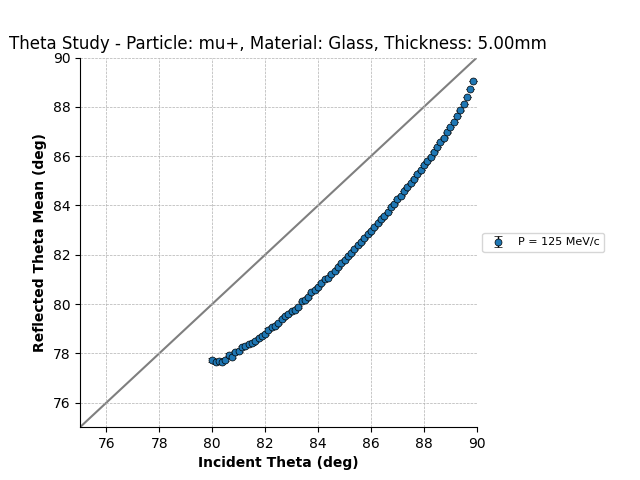 Theta Study - Particle: mu+, Material: Glass, Thickness: 5.00mm
90
88
86
84
82
80
78
76
Reflected Theta Mean (deg)
76 78 80 82 84 86 88 90
Incident Theta (deg)
P = 125 MeV/c